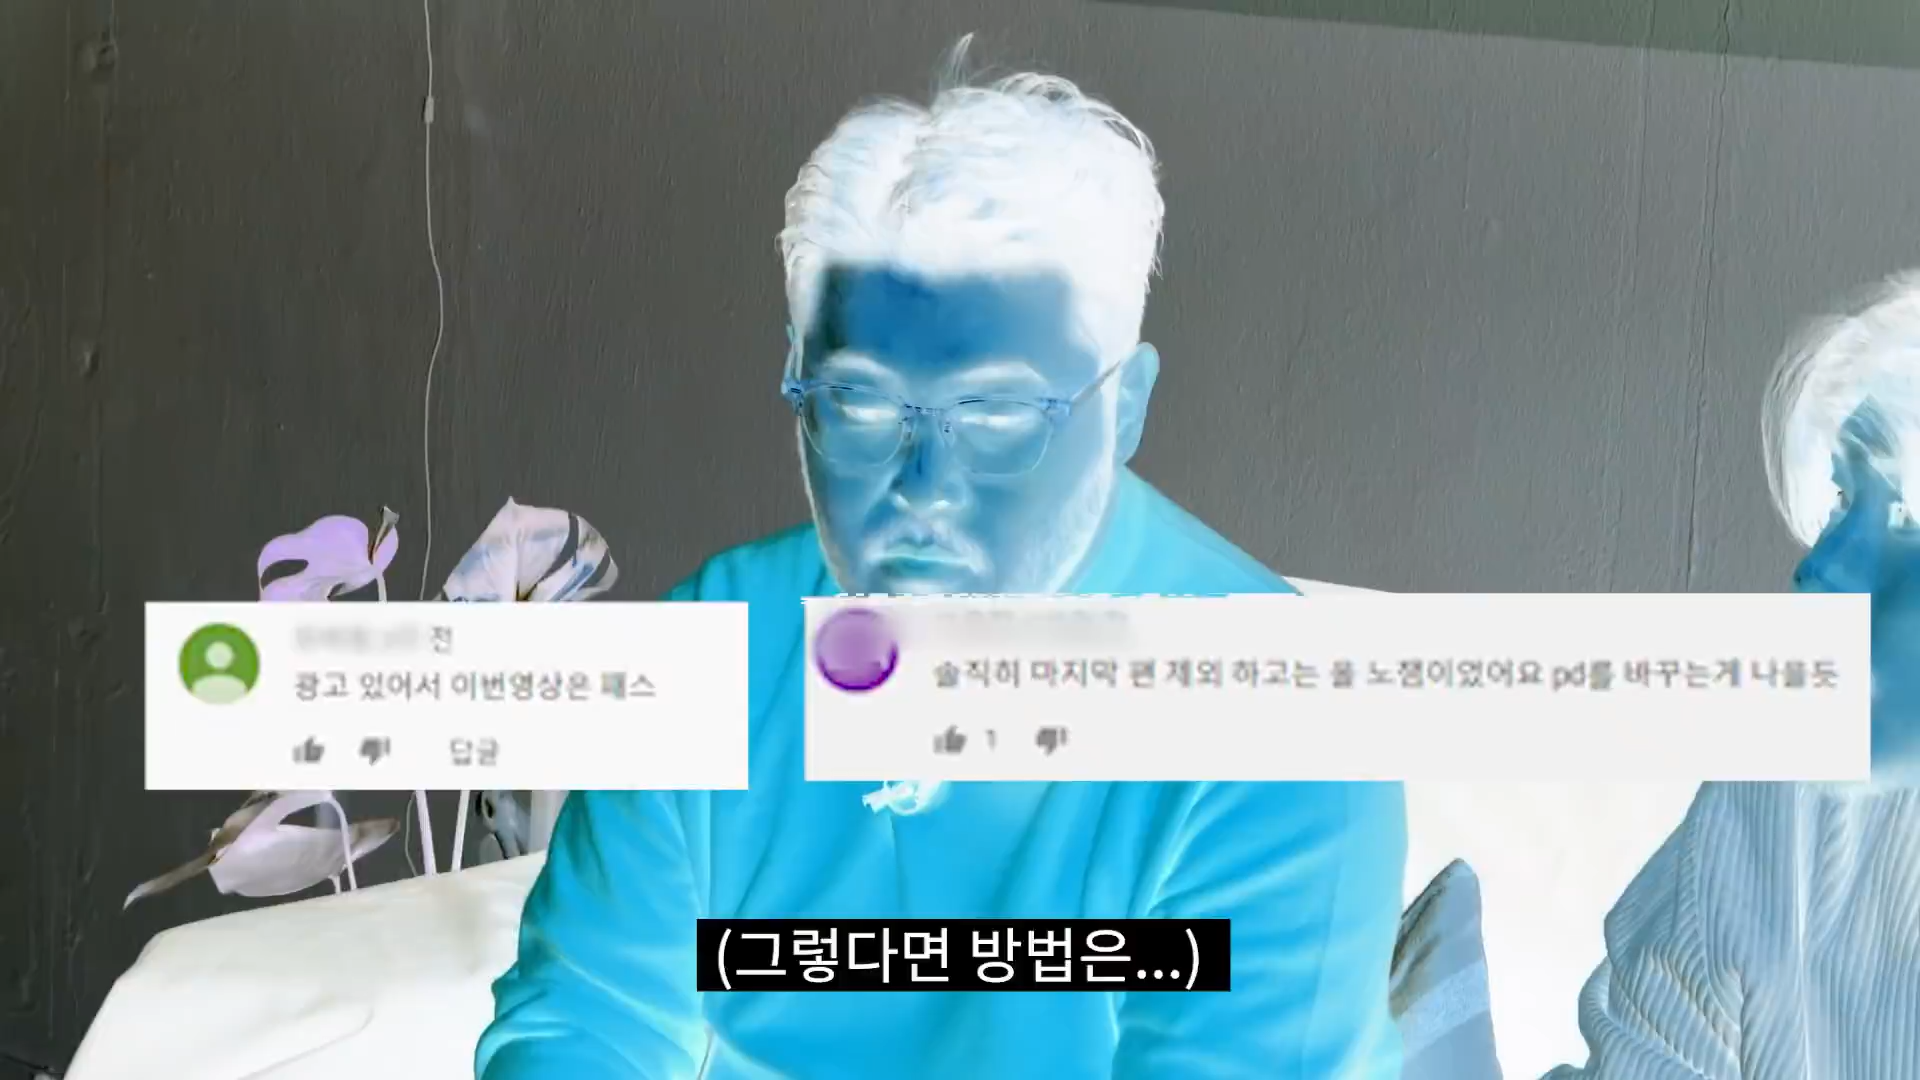 전
광고 있어서 이번영상은 패스
답글
솔직히 마지막 편 제외 하고는 올 노잼이었어요 pd를 바꾸는게 나을듯
1
(그렇다면 방법은...)